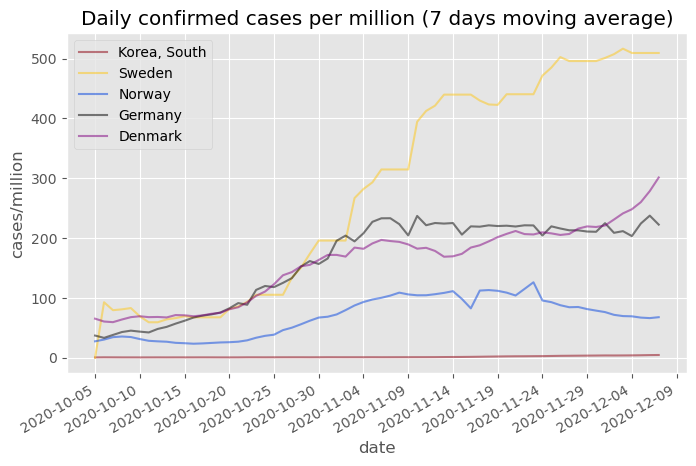 Daily confirmed cases per million (7 days moving average)
500
400
300
200
100
0
cases/million
Korea, South
Sweden
Norway
Germany
Denmark
2020-10-05
2020-10-10
2020-10-15
2020-10-20
2020-10-25
2020-10-30
2020-11-04
2020-11-09
2020-11-14
2020-11-19
2020-11-24
2020-11-29
2020-12-04
2020-12-09
date